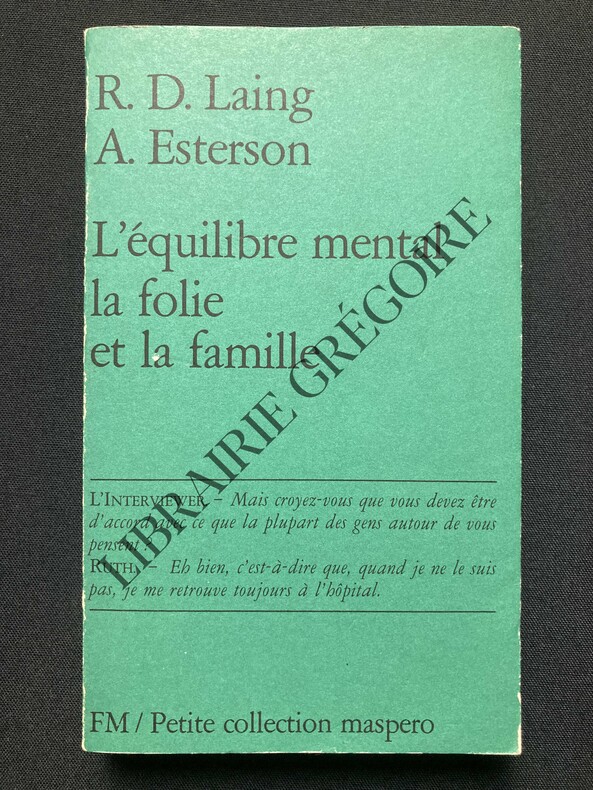 R. D. Laing
A. Esterson
L'équilibre mental
la folie
et la famille
L'INTERVIEWER – Mais croyez-vous que vous devez être
d'accord avec ce que la plupart des gens autour de vous
pensent ?
RUTH. – Eh bien, c'est-à-dire que, quand je ne le suis
pas, je me retrouve toujours à l'hôpital.
FM / Petite collection maspero
LIBRAIRIE GRÉGOIRE